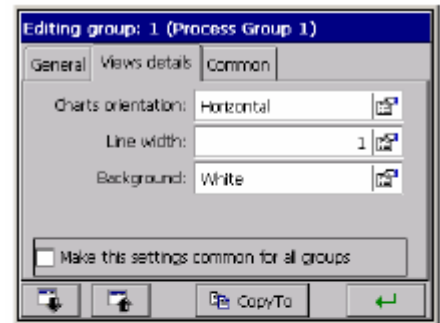 Editing group: 1 (Process Group 1)
General Views details Common
Charts orientation: Horizontal
Line width: 1
Background: White
Make this settings common for all groups
CopyTo